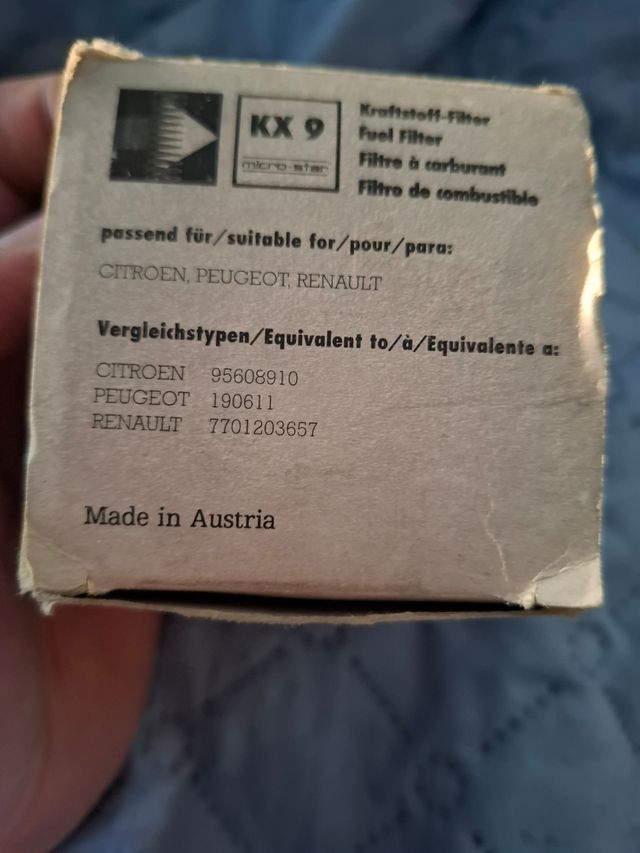 KX 9
micro-star
Kraftstoff-Filter
Fuel Filter
Filtre à carburant
Filtro de combustible
passend für/suitable for/pour/para:
CITROEN, PEUGEOT, RENAULT
Vergleichstypen/Equivalent to/à/Equivalente a:
CITROEN 95608910
PEUGEOT 190611
RENAULT 7701203657
Made in Austria